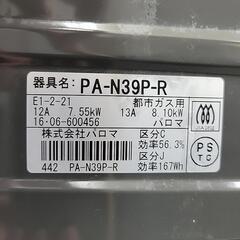 器具名: PA-N39P-R
E1-2-21 都市ガス用
12A 7.55kW 13A 8.10kW
16・06-600456 パロマ
株式会社パロマ 区分C
効率56.3%
区分J
442 PA-N39P-R 効率167Wh
PS
TC